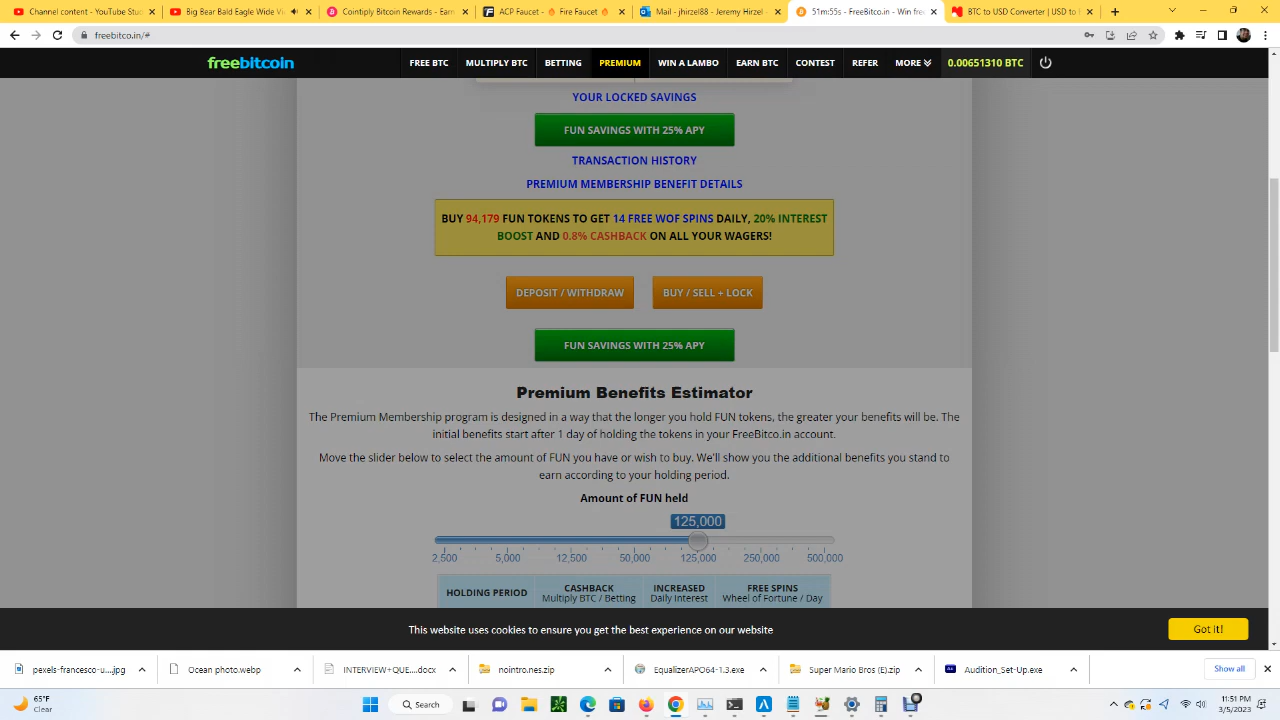 Content - YouTube Studio
Big Bear Bald Eagle Wide Vi
Cointiply Bitcoin Rewards - Earn
ACP Faucet - 🔥 Fire Faucet 🔥
Mail - jhirzel88 - Jeremy Hirzel -
51m:55s - FreeBitco.in - Win free
BTC to USD Converter | USD to B
freebitco.in/#
freebitcoin
FREE BTC
MULTIPLY BTC
BETTING
PREMIUM
WIN A LAMBO
EARN BTC
CONTEST
REFER
MORE
0.00651310 BTC
YOUR LOCKED SAVINGS
FUN SAVINGS WITH 25% APY
TRANSACTION HISTORY
PREMIUM MEMBERSHIP BENEFIT DETAILS
BUY 94,179 FUN TOKENS TO GET 14 FREE WOF SPINS DAILY, 20% INTEREST
BOOST AND 0.8% CASHBACK ON ALL YOUR WAGERS!
DEPOSIT / WITHDRAW
BUY / SELL + LOCK
FUN SAVINGS WITH 25% APY
Premium Benefits Estimator
The Premium Membership program is designed in a way that the longer you hold FUN tokens, the greater your benefits will be. The
initial benefits start after 1 day of holding the tokens in your FreeBitco.in account.
Move the slider below to select the amount of FUN you have or wish to buy. We'll show you the additional benefits you stand to
earn according to your holding period.
Amount of FUN held
125,000
2,500 5,000 12,500 50,000 125,000 250,000 500,000
HOLDING PERIOD
CASHBACK
Multiply BTC / Betting
INCREASED
Daily Interest
FREE SPINS
Wheel of Fortune / Day
This website uses cookies to ensure you get the best experience on our website
Got it!
pexels-francesco-u....jpg
Ocean photo.webp
INTERVIEW+QUE....docx
nointro.nes.zip
EqualizerAPO64-1.3.exe
Super Mario Bros (E).zip
Audition_Set-Up.exe
Show all
65°F
Clear
Search
11:51 PM
3/5/2023